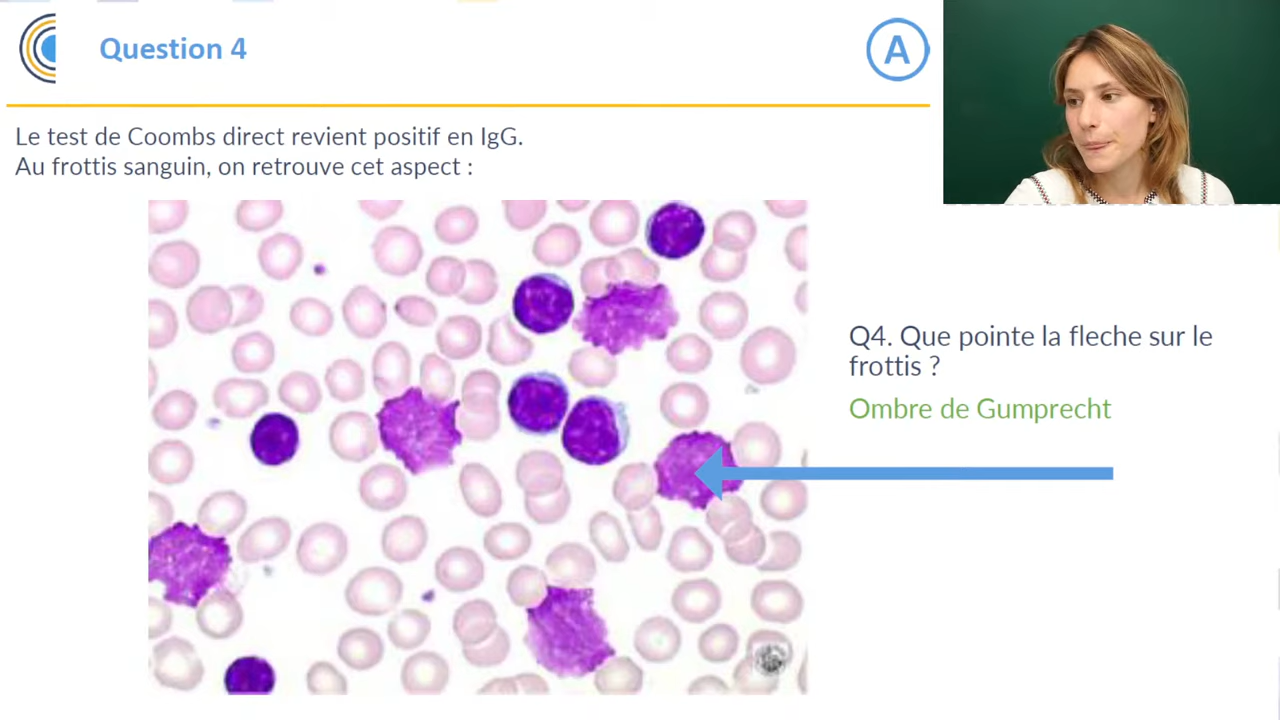 Question 4
A
Le test de Coombs direct revient positif en IgG.
Au frottis sanguin, on retrouve cet aspect :
Q4. Que pointe la fleche sur le
frottis ?
Ombre de Gumprecht